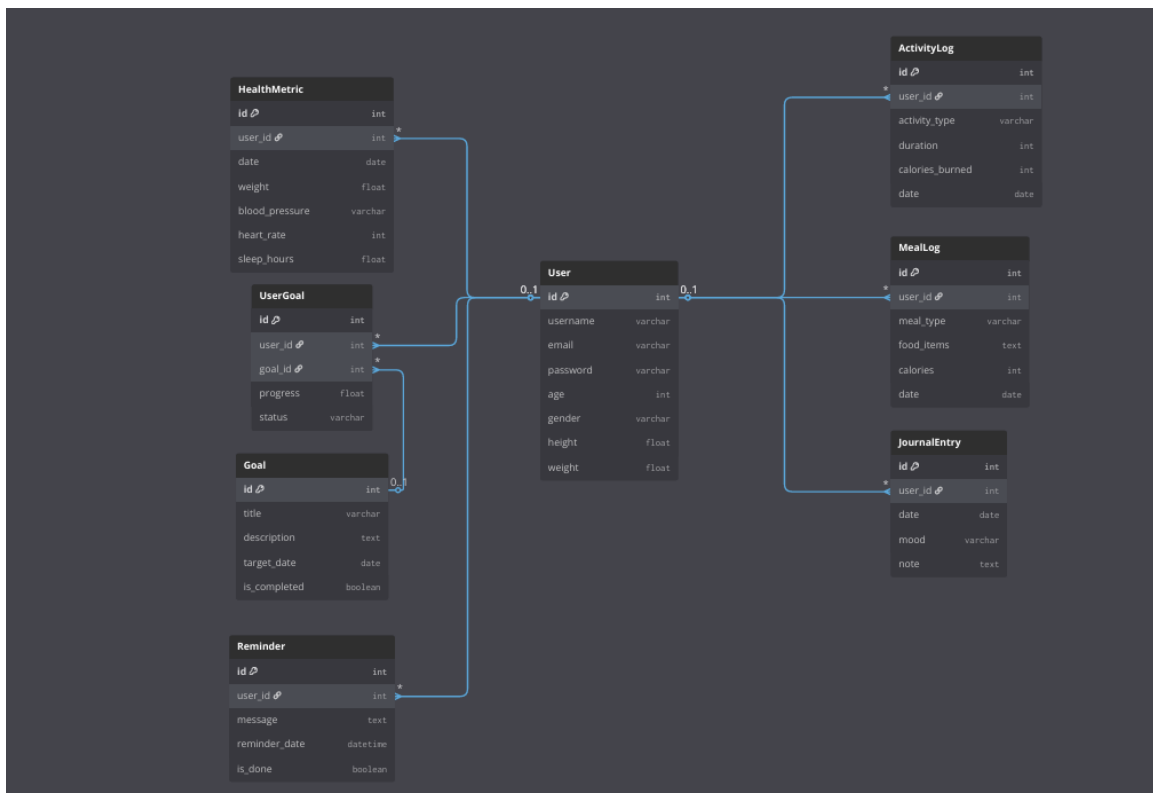 HealthMetric
id int
user_id int *
date date
weight float
blood_pressure varchar
heart_rate int
sleep_hours float
UserGoal
id int
user_id int *
goal_id int *
progress float
status varchar
Goal
id int 0..1
title varchar
description text
target_date date
is_completed boolean
Reminder
id int
user_id int *
message text
reminder_date datetime
is_done boolean
User
0..1 id int 0..1
username varchar
email varchar
password varchar
age int
gender varchar
height float
weight float
ActivityLog
id int
* user_id int
activity_type varchar
duration int
calories_burned int
date date
MealLog
id int
* user_id int
meal_type varchar
food_items text
calories int
date date
JournalEntry
id int
* user_id int
date date
mood varchar
note text